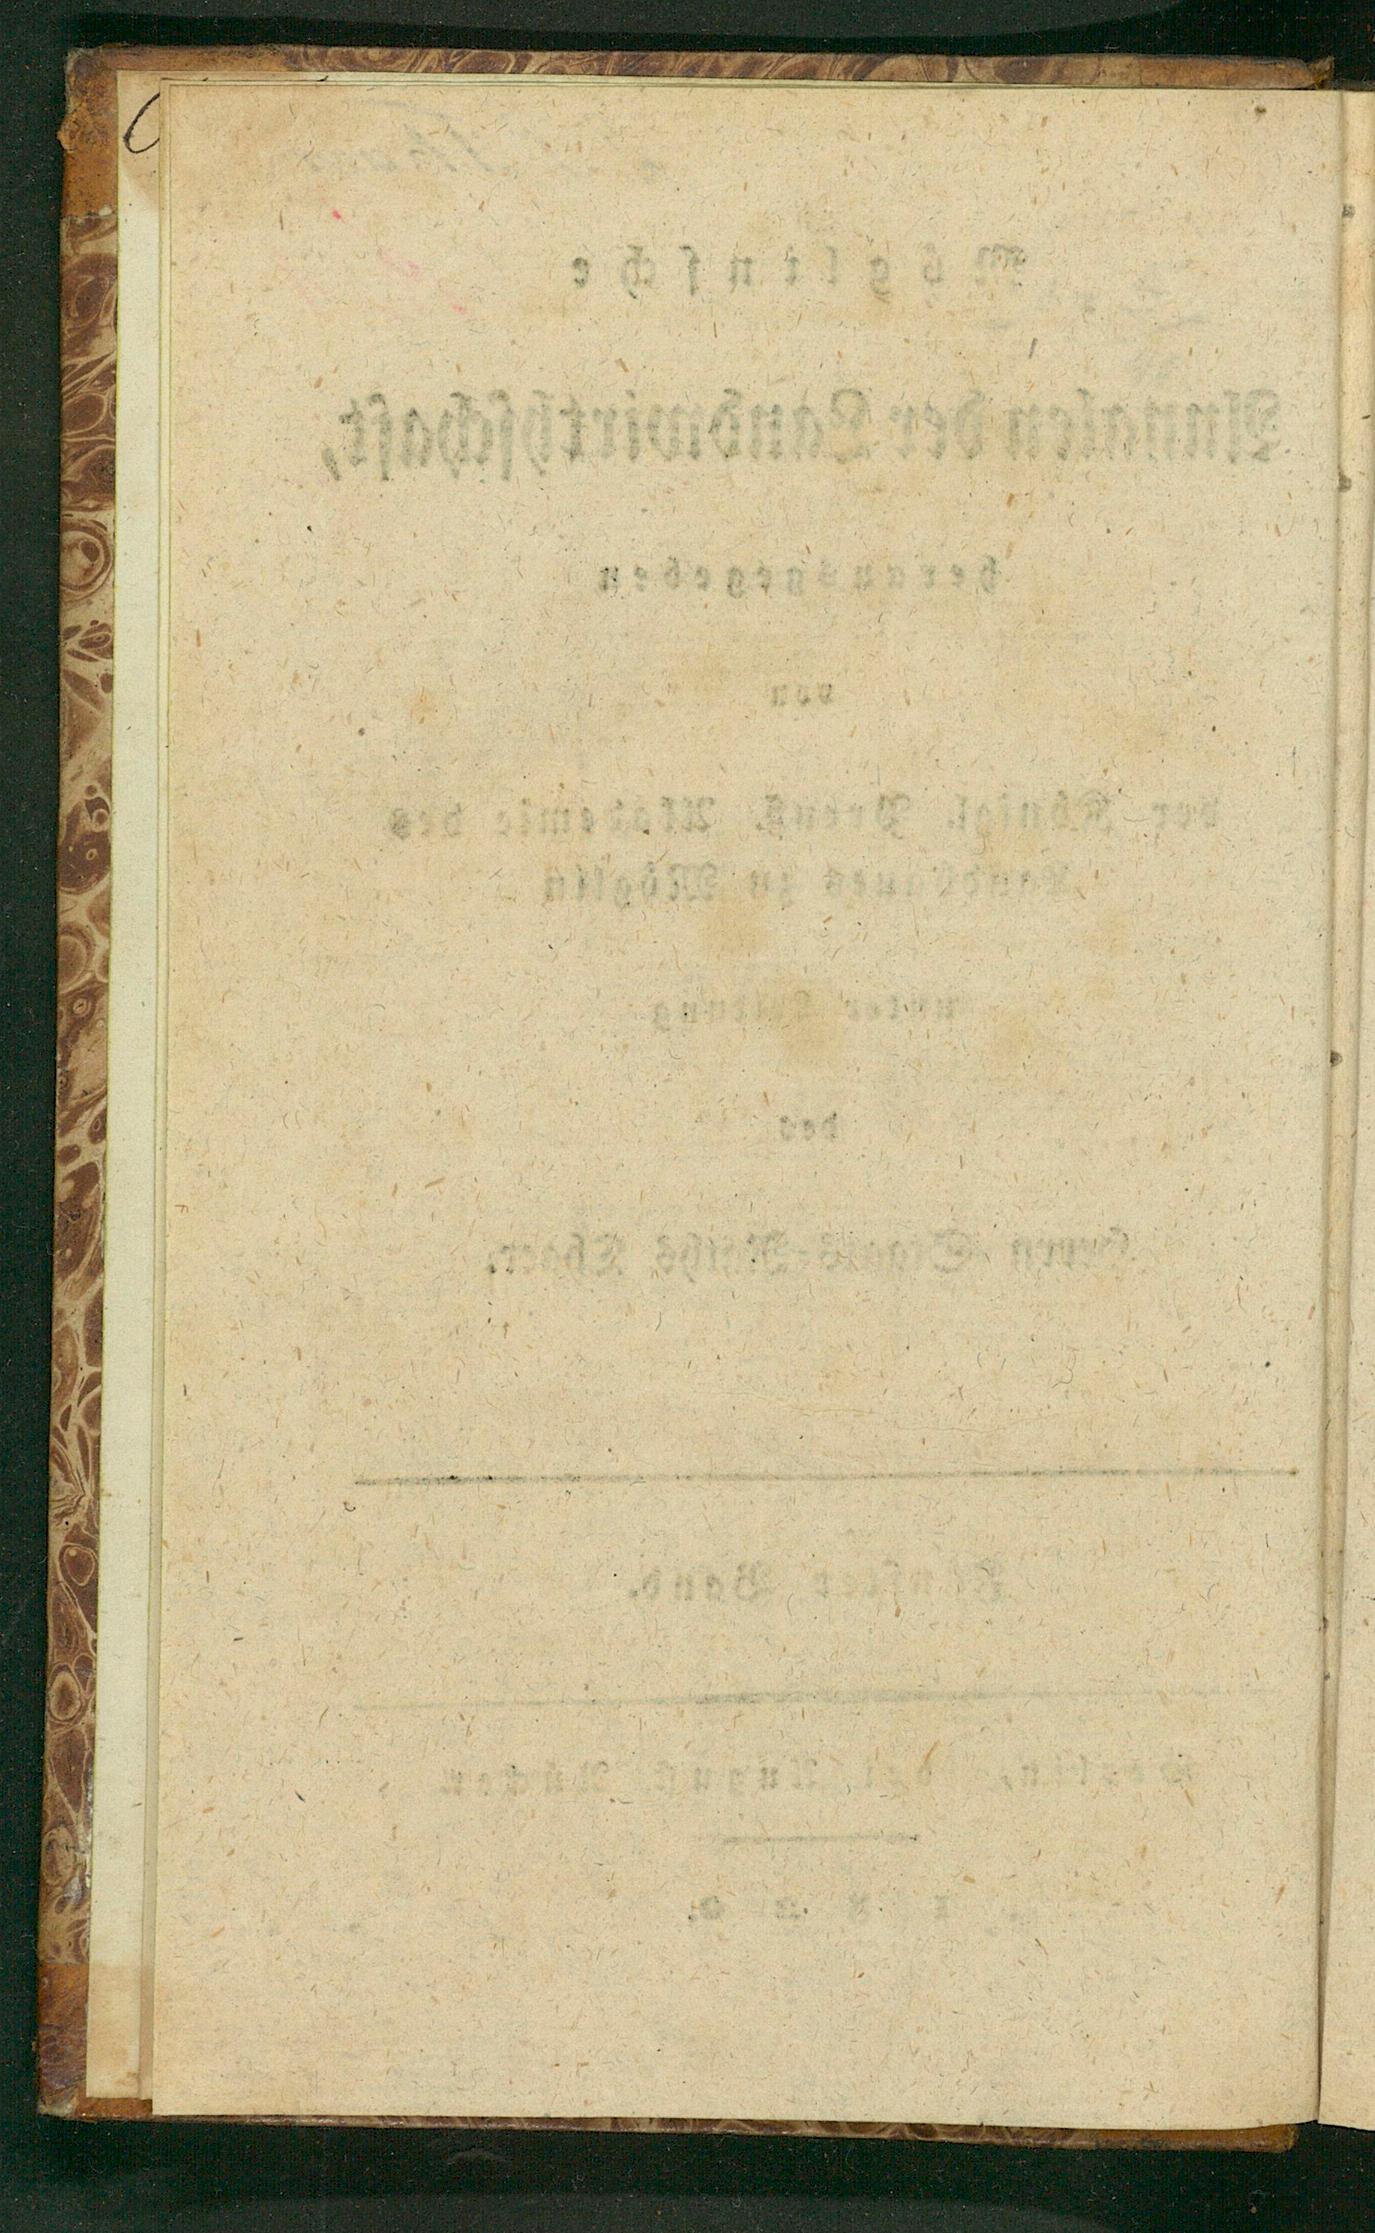 Möglinsche
Annalen der Landwirthschaft,
herausgegeben
von
der Königl. Preuß. Akademie des
Landbaues zu Möglin
unter Leitung
des
Herrn Staats-Raths Thaer.
Band.
Berlin, bei August Rücker.
1820.